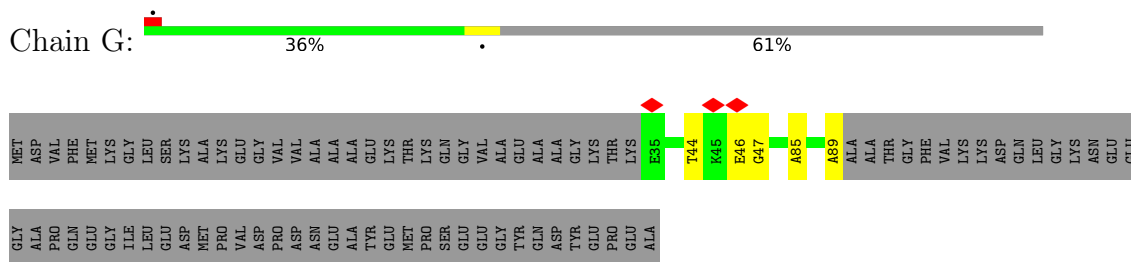 Chain G:
36% 61%
MET ASP VAL PHE MET LYS GLY LEU SER LYS ALA LYS GLU GLY VAL VAL ALA ALA ALA GLU LYS THR LYS GLN GLY VAL ALA GLU ALA ALA GLY LYS THR LYS E35 T44 K45 E46 G47 A85 A89 ALA ALA THR GLY PHE VAL LYS LYS ASP GLN LEU GLY LYS ASN GLU GLU
GLY ALA PRO GLN GLU GLY ILE LEU GLU ASP MET PRO VAL ASP PRO ASP ASN GLU ALA TYR GLU MET PRO SER GLU GLU GLY TYR GLN ASP TYR GLU PRO GLU ALA